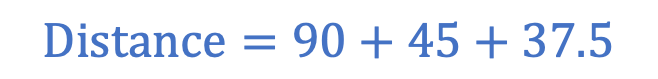 Distance = 90 + 45 + 37.5